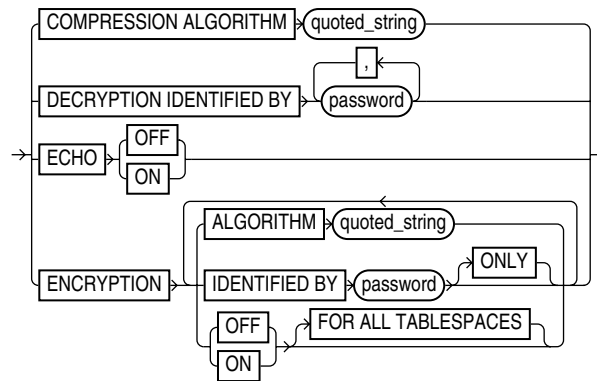 COMPRESSION ALGORITHM quoted_string
,
DECRYPTION IDENTIFIED BY password
OFF
ECHO
ON
ALGORITHM quoted_string
ENCRYPTION IDENTIFIED BY password ONLY
OFF FOR ALL TABLESPACES
ON